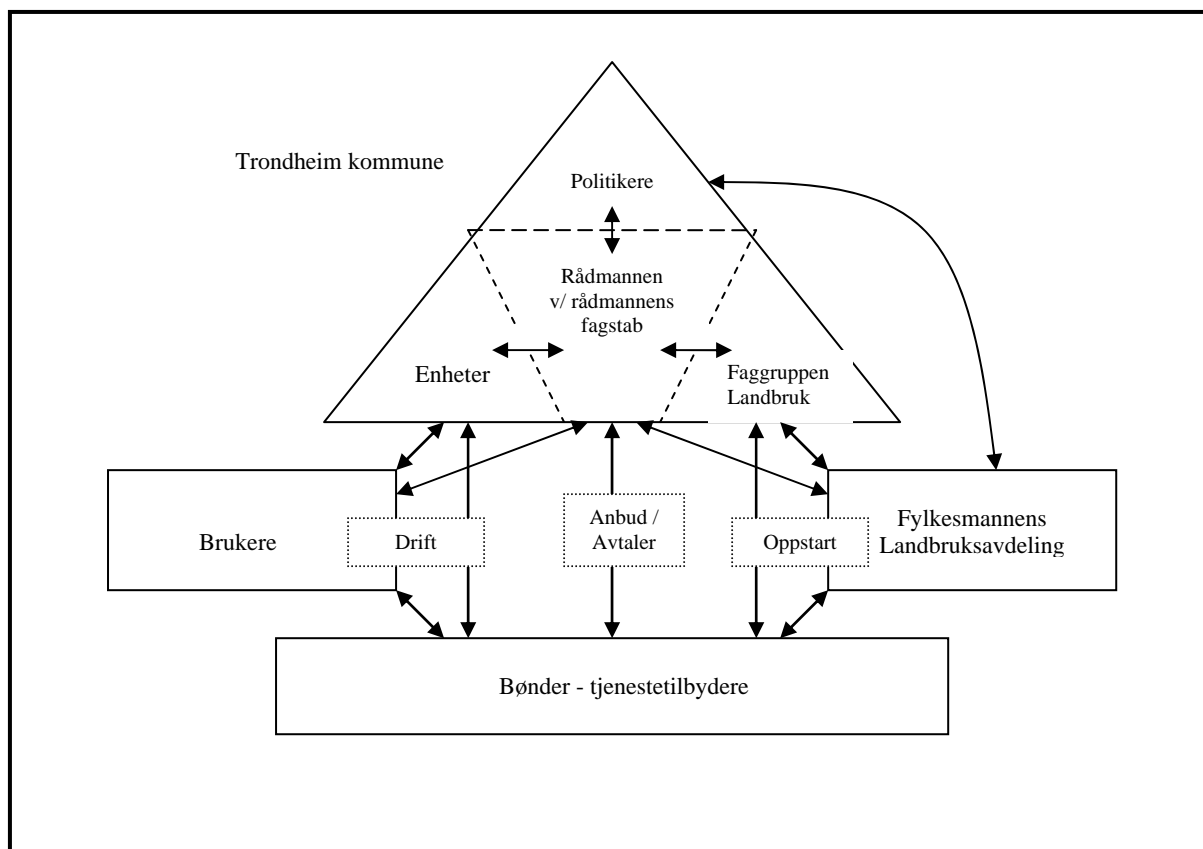 Trondheim kommune
Politikere
Rådmannen
v/ rådmannens
fagstab
Enheter
Faggruppen
Landbruk
Brukere
Drift
Anbud /
Avtaler
Oppstart
Fylkesmannens
Landbruksavdeling
Bønder - tjenestetilbydere